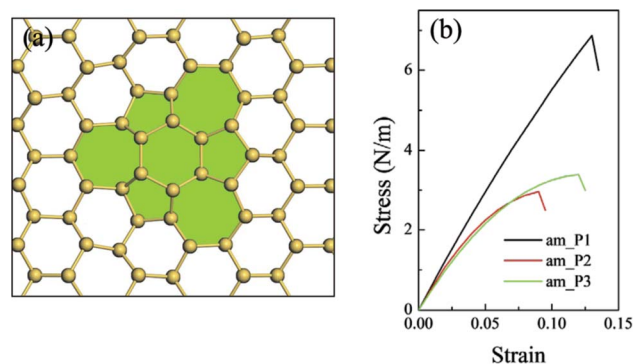 (a)
(b)
Stress (N/m)
6
4
2
0
am_P1
am_P2
am_P3
0.00 0.05 0.10 0.15
Strain